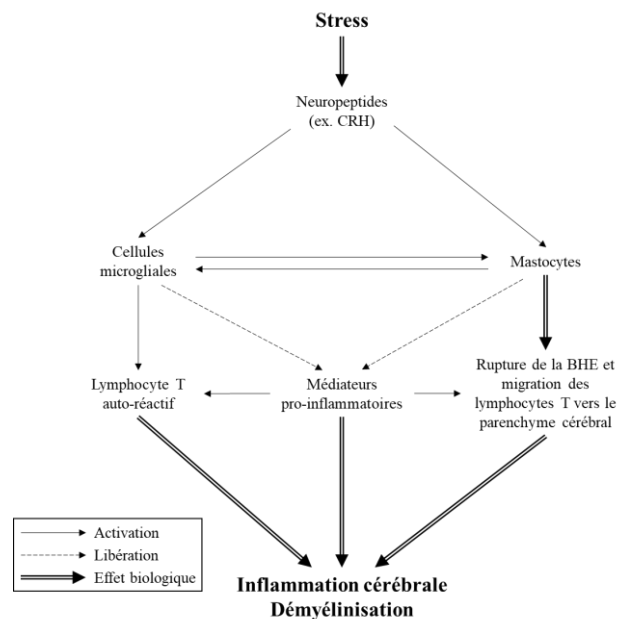 Stress
Neuropeptides
(ex. CRH)
Cellules
microgliales
Mastocytes
Lymphocyte T
auto-réactif
Médiateurs
pro-inflammatoires
Rupture de la BHE et
migration des
lymphocytes T vers le
parenchyme cérébral
Activation
Libération
Effet biologique
Inflammation cérébrale
Démyélinisation